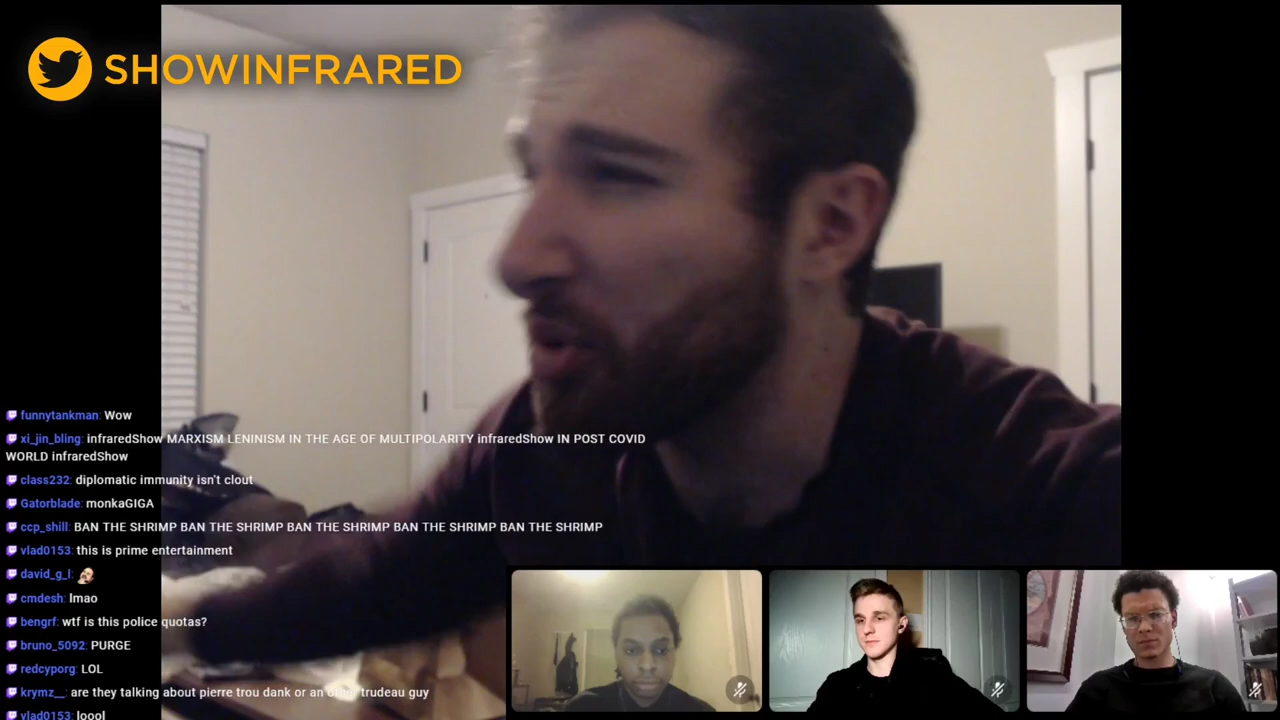 SHOWINFRARED
funnytankman: Wow
xi_jin_bling: infraredShow MARXISM LENINISM IN THE AGE OF MULTIPOLARITY infraredShow IN POST COVID
WORLD infraredShow
class232: diplomatic immunity isn't clout
Gatorblade: monkaGIGA
ccp_shill: BAN THE SHRIMP BAN THE SHRIMP BAN THE SHRIMP BAN THE SHRIMP BAN THE SHRIMP
vlad0153: this is prime entertainment
david_g_l:
cmdesh: lmao
bengrf: wtf is this police quotas?
bruno_5092: PURGE
redcyporg: LOL
krymz__: are they talking about pierre trou dank or an other trudeau guy
vlad0153: loool